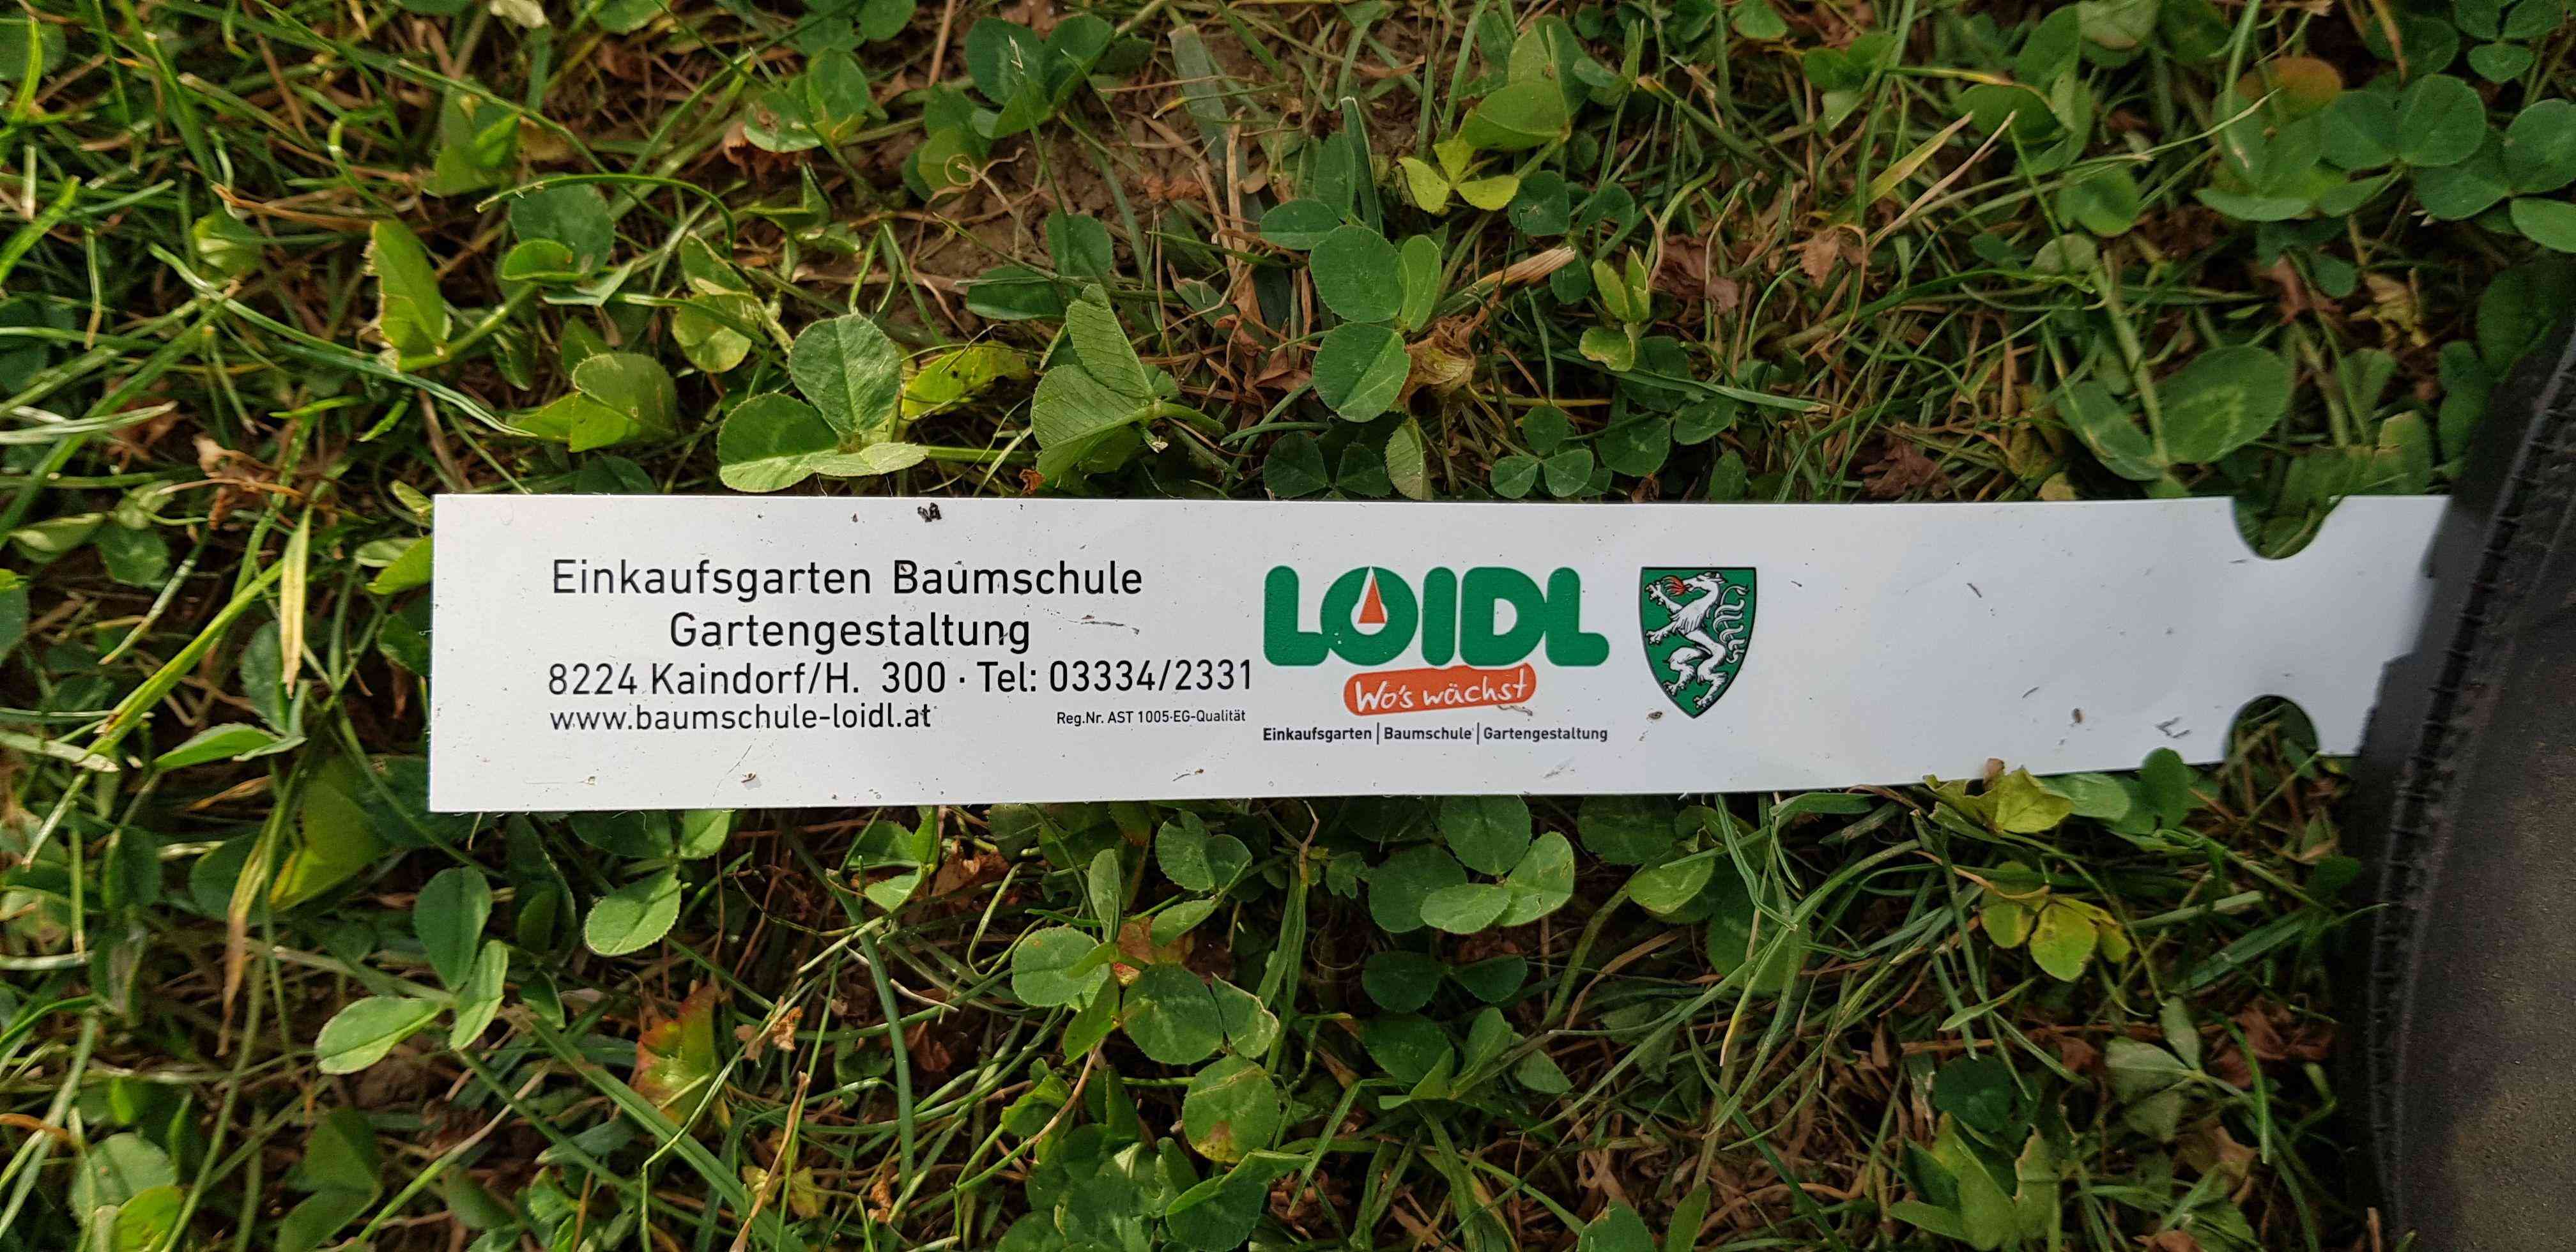 Einkaufsgarten Baumschule
Gartengestaltung
8224 Kaindorf/H. 300 · Tel: 03334/2331
www.baumschule-loidl.at
Reg.Nr. AST 1005-EG-Qualität
LOIDL
Wo's wächst
Einkaufsgarten | Baumschule | Gartengestaltung